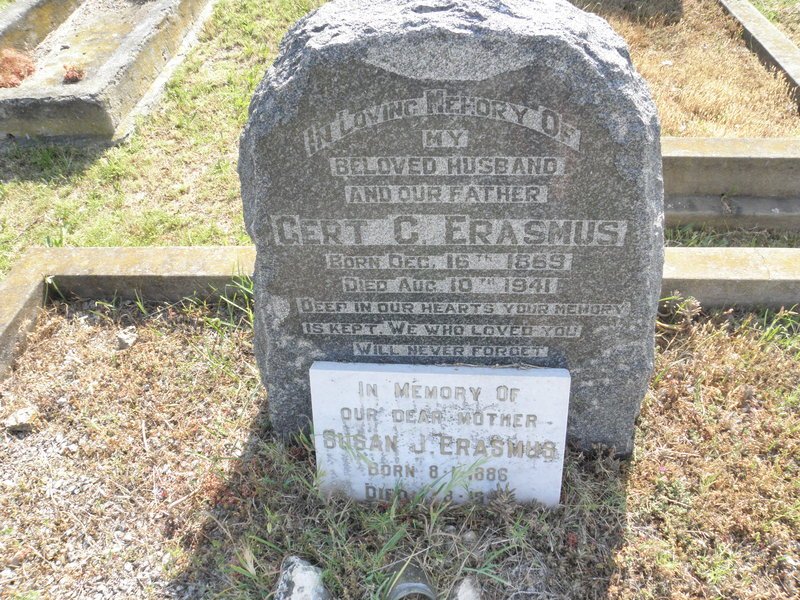 In Loving Memory Of
My
Beloved Husband
And Our Father
Gert C. Erasmus
Born Dec. 16th 1869
Died Aug 10th 1941
Deep in our hearts your memory
is kept, We who loved you
Will never forget
In Memory Of
Our Dear Mother
Susan J. Erasmus
Born
Died